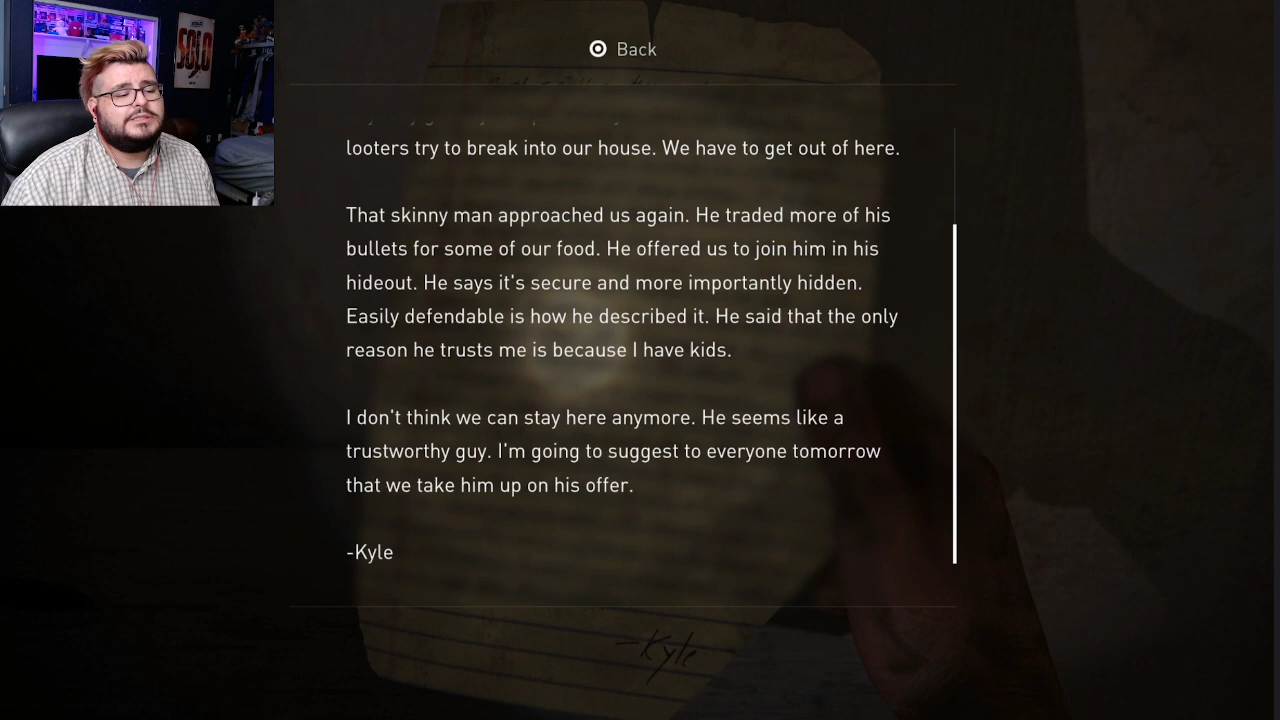 SOLO
Back
looters try to break into our house. We have to get out of here.
That skinny man approached us again. He traded more of his
bullets for some of our food. He offered us to join him in his
hideout. He says it's secure and more importantly hidden.
Easily defendable is how he described it. He said that the only
reason he trusts me is because I have kids.
I don't think we can stay here anymore. He seems like a
trustworthy guy. I'm going to suggest to everyone tomorrow
that we take him up on his offer.
-Kyle
-Kyle